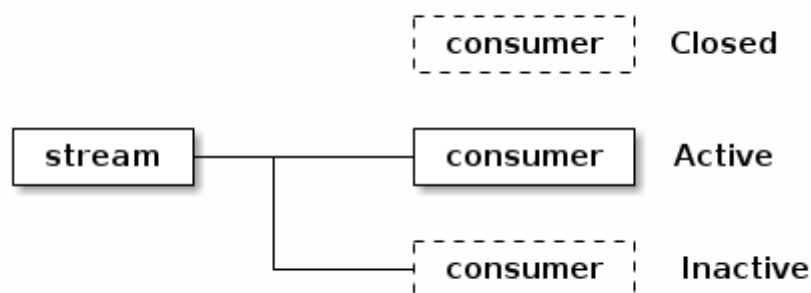 consumer Closed
stream consumer Active
consumer Inactive